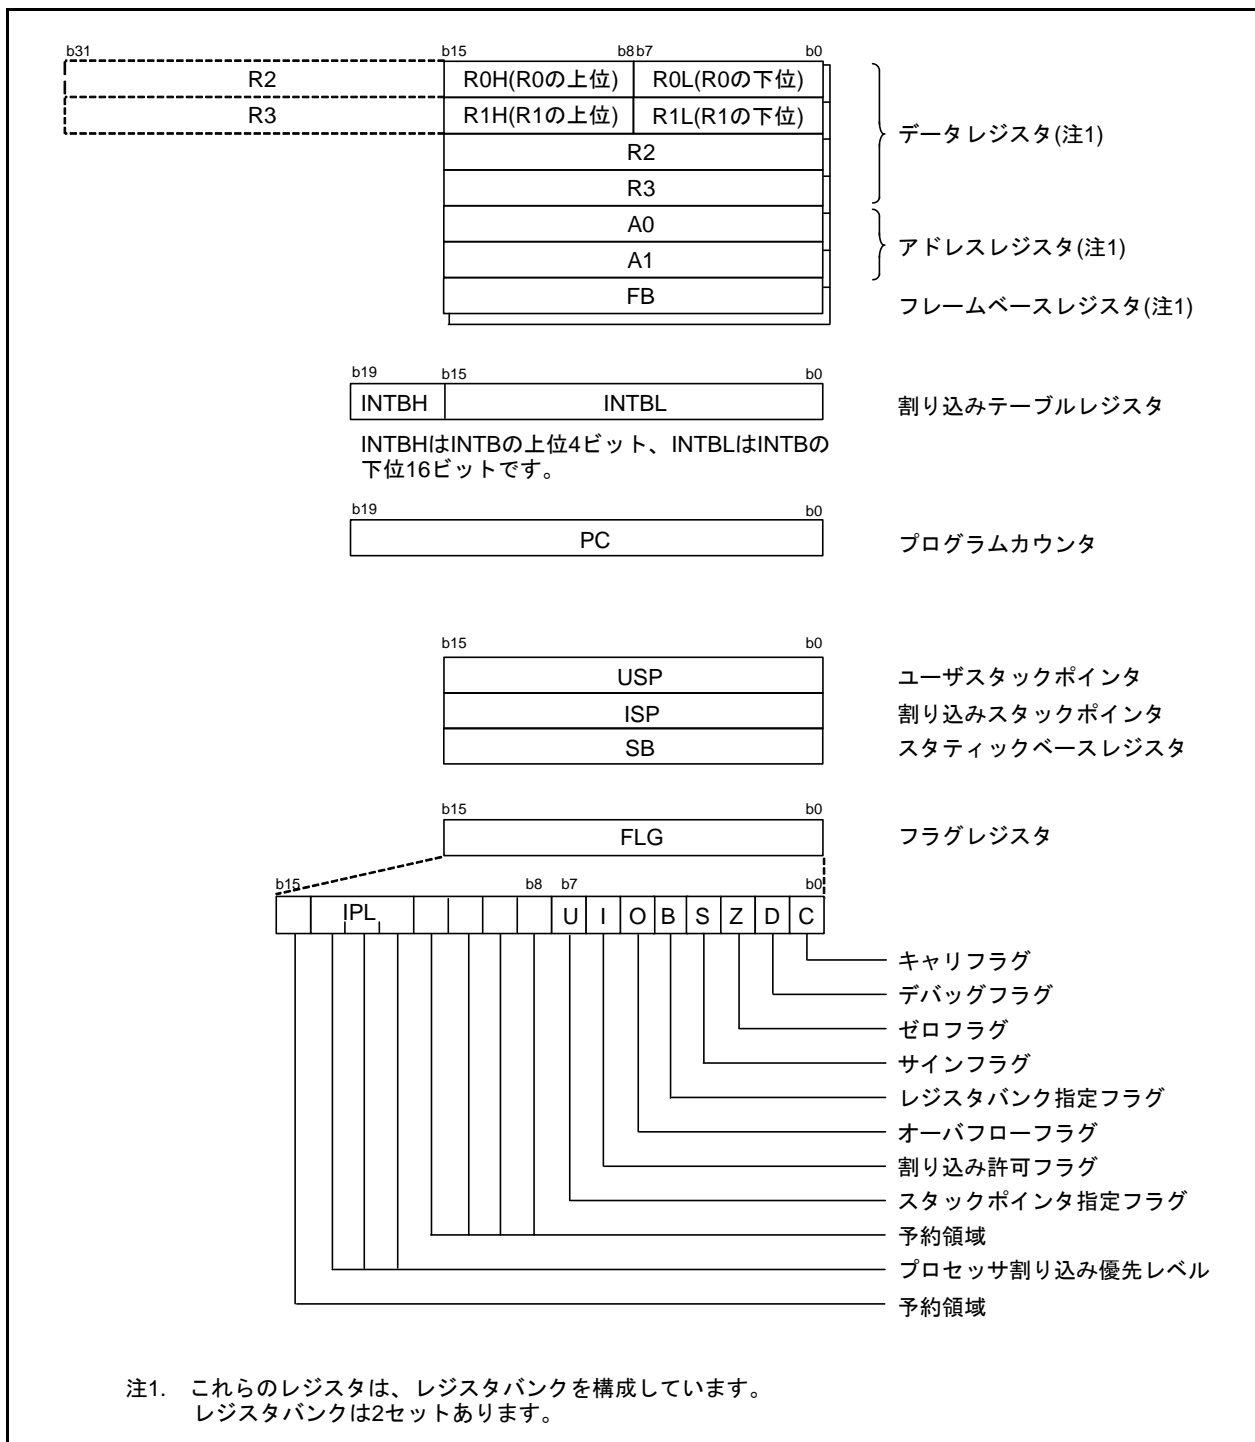 b31 b15 b8 b7 b0
R2 R0H(R0の上位) R0L(R0の下位)
R3 R1H(R1の上位) R1L(R1の下位)
データレジスタ(注1)
R2
R3
A0
アドレスレジスタ(注1)
A1
FB フレームベースレジスタ(注1)
b19 b15 b0
INTBH INTBL 割り込みテーブルレジスタ
INTBHはINTBの上位4ビット、INTBLはINTBの
下位16ビットです。
b19 b0
PC プログラムカウンタ
b15 b0
USP ユーザスタックポインタ
ISP 割り込みスタックポインタ
SB スタティックベースレジスタ
b15 b0
FLG フラグレジスタ
b15 b8 b7 b0
IPL U I O B S Z D C
キャリフラグ
デバッグフラグ
ゼロフラグ
サインフラグ
レジスタバンク指定フラグ
オーバフローフラグ
割り込み許可フラグ
スタックポインタ指定フラグ
予約領域
プロセッサ割り込み優先レベル
予約領域
注1. これらのレジスタは、レジスタバンクを構成しています。
レジスタバンクは2セットあります。